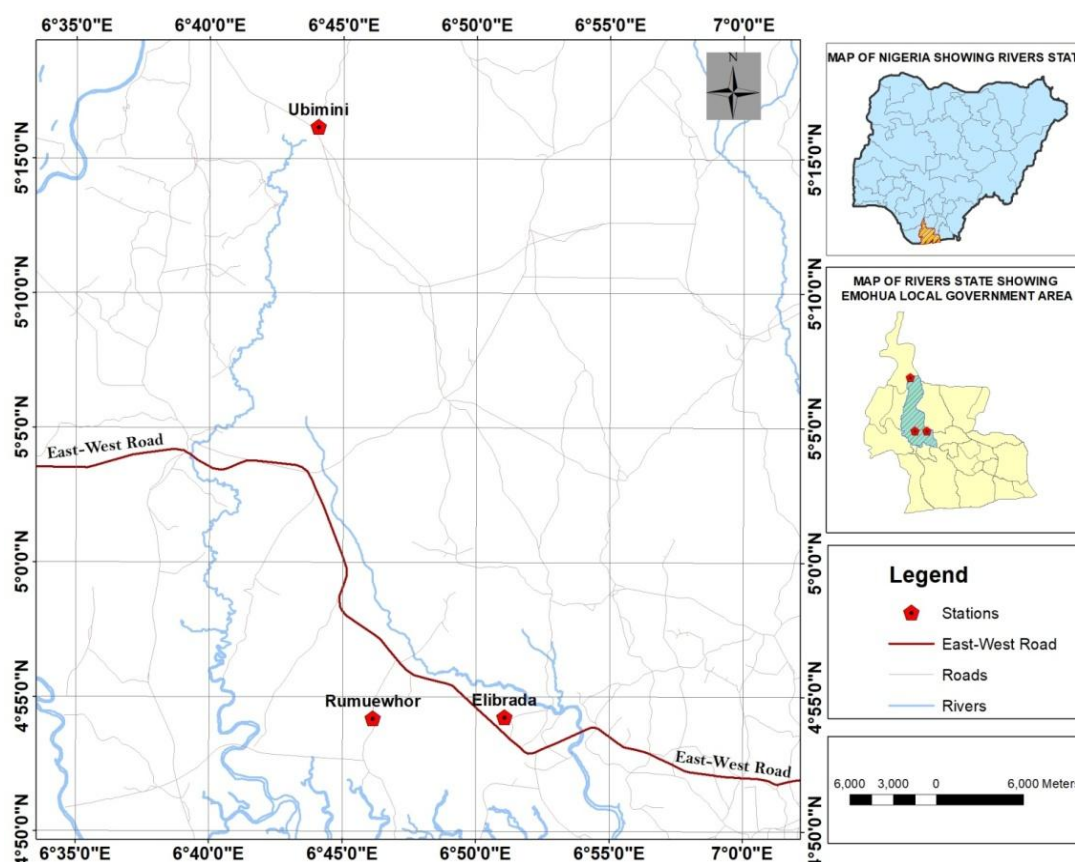 6°35'0"E 6°40'0"E 6°45'0"E 6°50'0"E 6°55'0"E 7°0'0"E
N
Ubimini
5°15'0"N
5°15'0"N
5°10'0"N
5°10'0"N
5°5'0"N
5°5'0"N
East-West Road
5°0'0"N
5°0'0"N
4°55'0"N
4°55'0"N
Rumuewhor
Elibrada
East-West Road
4°50'0"N
4°50'0"N
6°35'0"E 6°40'0"E 6°45'0"E 6°50'0"E 6°55'0"E 7°0'0"E
MAP OF NIGERIA SHOWING RIVERS STAT
MAP OF RIVERS STATE SHOWING
EMOHUA LOCAL GOVERNMENT AREA
Legend
Stations
East-West Road
Roads
Rivers
6,000 3,000 0 6,000 Meters